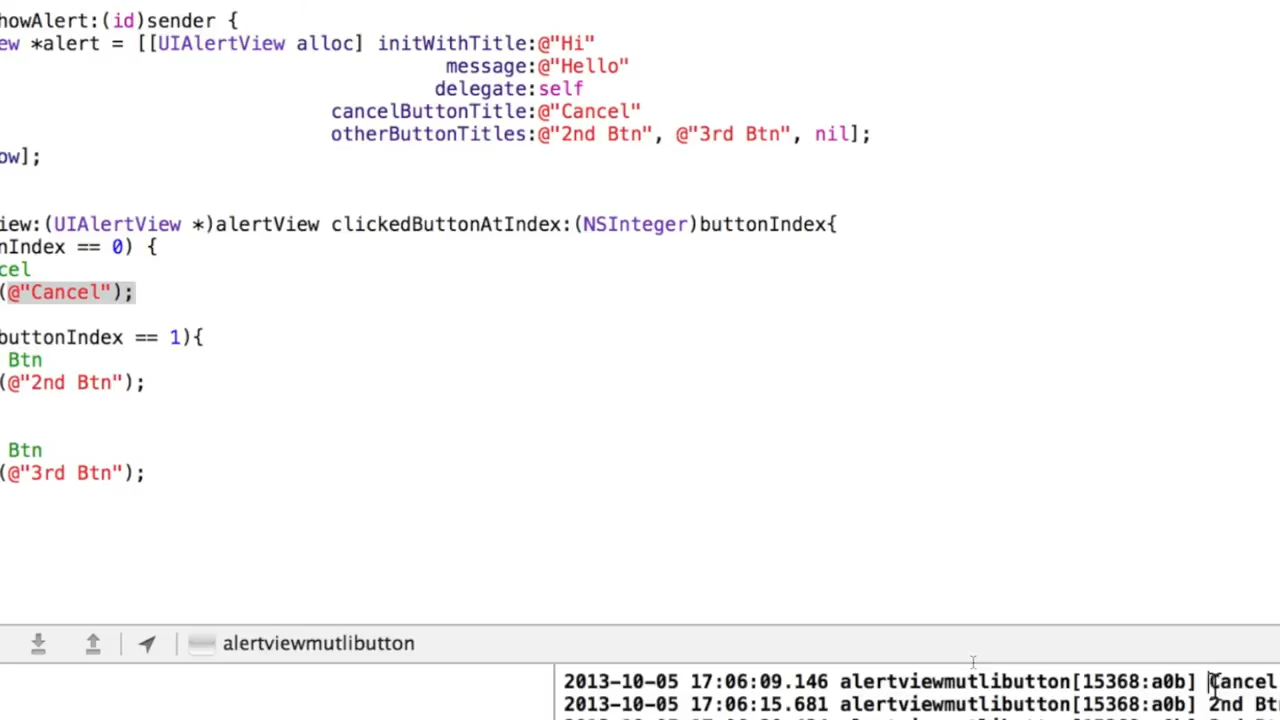 howAlert:(id)sender {
ew *alert = [[UIAlertView alloc] initWithTitle:@"Hi"
message:@"Hello"
delegate:self
cancelButtonTitle:@"Cancel"
otherButtonTitles:@"2nd Btn", @"3rd Btn", nil];
ow];
iew:(UIAlertView *)alertView clickedButtonAtIndex:(NSInteger)buttonIndex{
nIndex == 0) {
cel
(@"Cancel");
buttonIndex == 1){
Btn
(@"2nd Btn");
Btn
(@"3rd Btn");
alertviewmutlibutton
2013-10-05 17:06:09.146 alertviewmutlibutton[15368:a0b] Cancel
2013-10-05 17:06:15.681 alertviewmutlibutton[15368:a0b] 2nd Bt